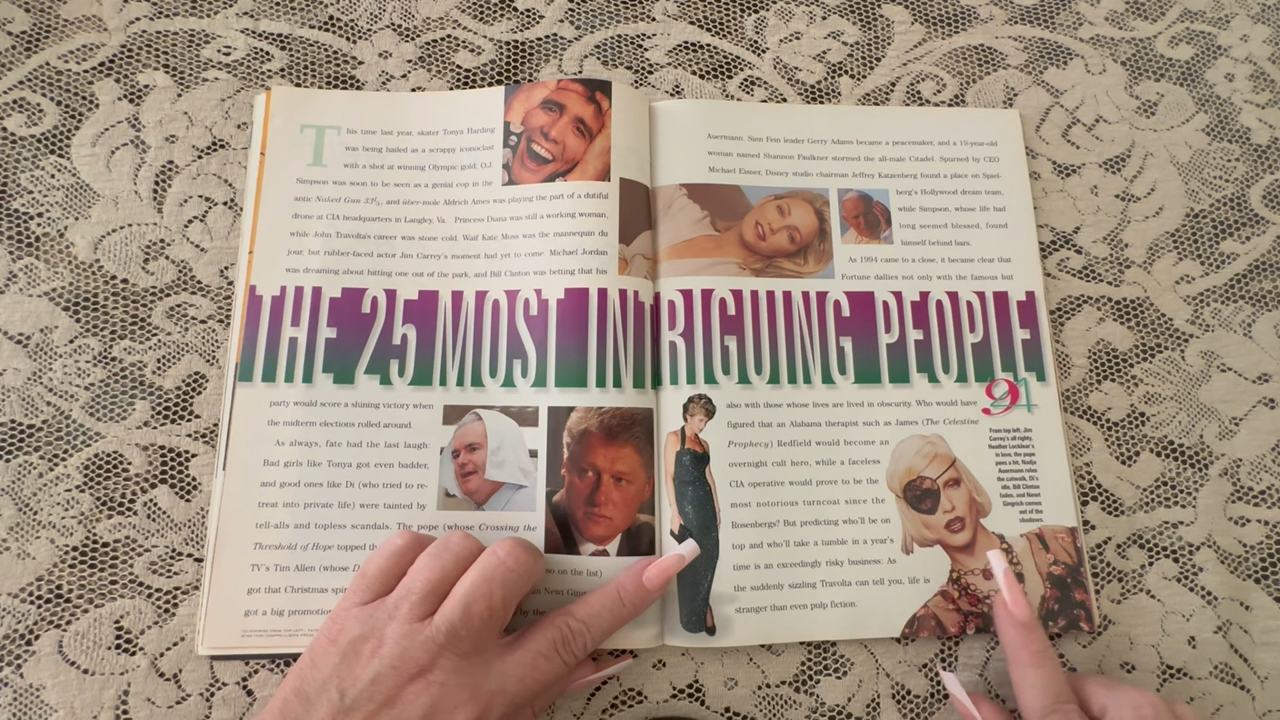 This time last year, skater Tonya Harding
was being hailed as a scrappy iconoclast
with a shot at winning Olympic gold; O.J.
Simpson was soon to be seen as a genial cop in the
antic Naked Gun 33⅓, and über-mole Aldrich Ames was playing the part of a dutiful
drone at CIA headquarters in Langley, Va. Princess Diana was still a working woman,
while John Travolta's career was stone cold. Waif Kate Moss was the mannequin du
jour, but rubber-faced actor Jim Carrey's moment had yet to come. Michael Jordan
was dreaming about hitting one out of the park, and Bill Clinton was betting that his
THE 25 MOST INTRIGUING PEOPLE
94
party would score a shining victory when
the midterm elections rolled around.
As always, fate had the last laugh:
Bad girls like Tonya got even badder,
and good ones like Di (who tried to re-
treat into private life) were tainted by
tell-alls and topless scandals. The pope (whose Crossing the
Threshold of Hope topped th
TV's Tim Allen (whose D so on the list)
got that Christmas spir an Newt Ging
got a big promotio by the
Auermann. Sinn Fein leader Gerry Adams became a peacemaker, and a 19-year-old
woman named Shannon Faulkner stormed the all-male Citadel. Spurned by CEO
Michael Eisner, Disney studio chairman Jeffrey Katzenberg found a place on Spiel-
berg's Hollywood dream team,
while Simpson, whose life had
long seemed blessed, found
himself behind bars.
As 1994 came to a close, it became clear that
Fortune dallies not only with the famous but
also with those whose lives are lived in obscurity. Who would have
figured that an Alabama therapist such as James (The Celestine
Prophecy) Redfield would become an
overnight cult hero, while a faceless
CIA operative would prove to be the
most notorious turncoat since the
Rosenbergs? But predicting who'll be on
top and who'll take a tumble in a year's
time is an exceedingly risky business: As
the suddenly sizzling Travolta can tell you, life is
stranger than even pulp fiction.
From top left, Jim
Carrey's all righty,
Heather Locklear's
in love, the pope
pens a hit, Nadja
Auermann rules
the catwalk, Di's
idle, Bill Clinton
fades, and Newt
Gingrich comes
out of the
shadows.